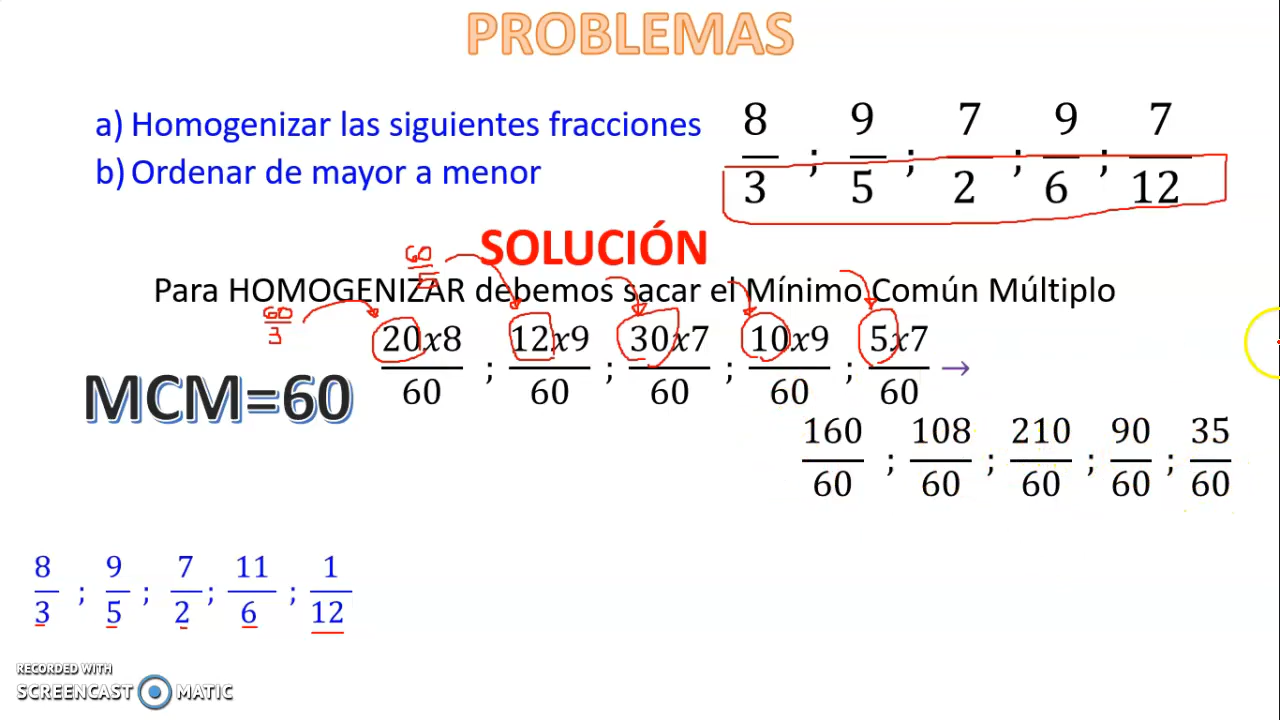 PROBLEMAS
a) Homogenizar las siguientes fracciones
b) Ordenar de mayor a menor
8/3 ; 9/5 ; 7/2 ; 9/6 ; 7/12
SOLUCIÓN
Para HOMOGENIZAR debemos sacar el Mínimo Común Múltiplo
60/3
60/5
20x8/60 ; 12x9/60 ; 30x7/60 ; 10x9/60 ; 5x7/60 →
MCM=60
160/60 ; 108/60 ; 210/60 ; 90/60 ; 35/60
8/3 ; 9/5 ; 7/2 ; 11/6 ; 1/12
RECORDED WITH
SCREENCAST MATIC